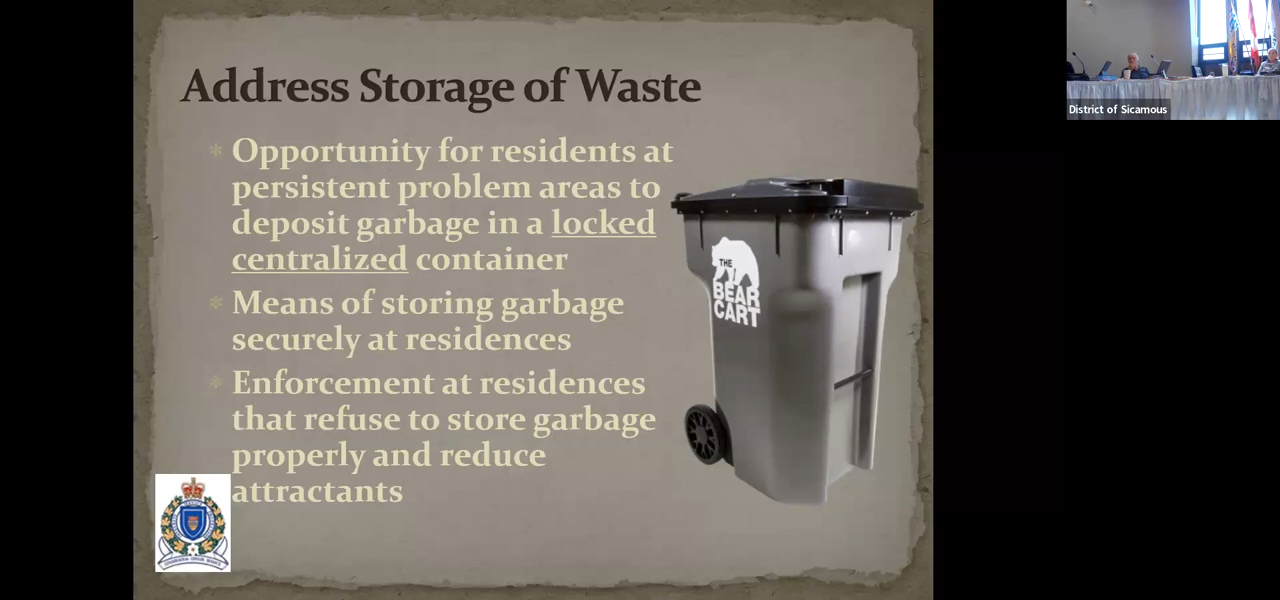 Address Storage of Waste
Opportunity for residents at
persistent problem areas to
deposit garbage in a locked
centralized container
Means of storing garbage
securely at residences
Enforcement at residences
that refuse to store garbage
properly and reduce
attractants
THE
BEAR
CART
District of Sicamous